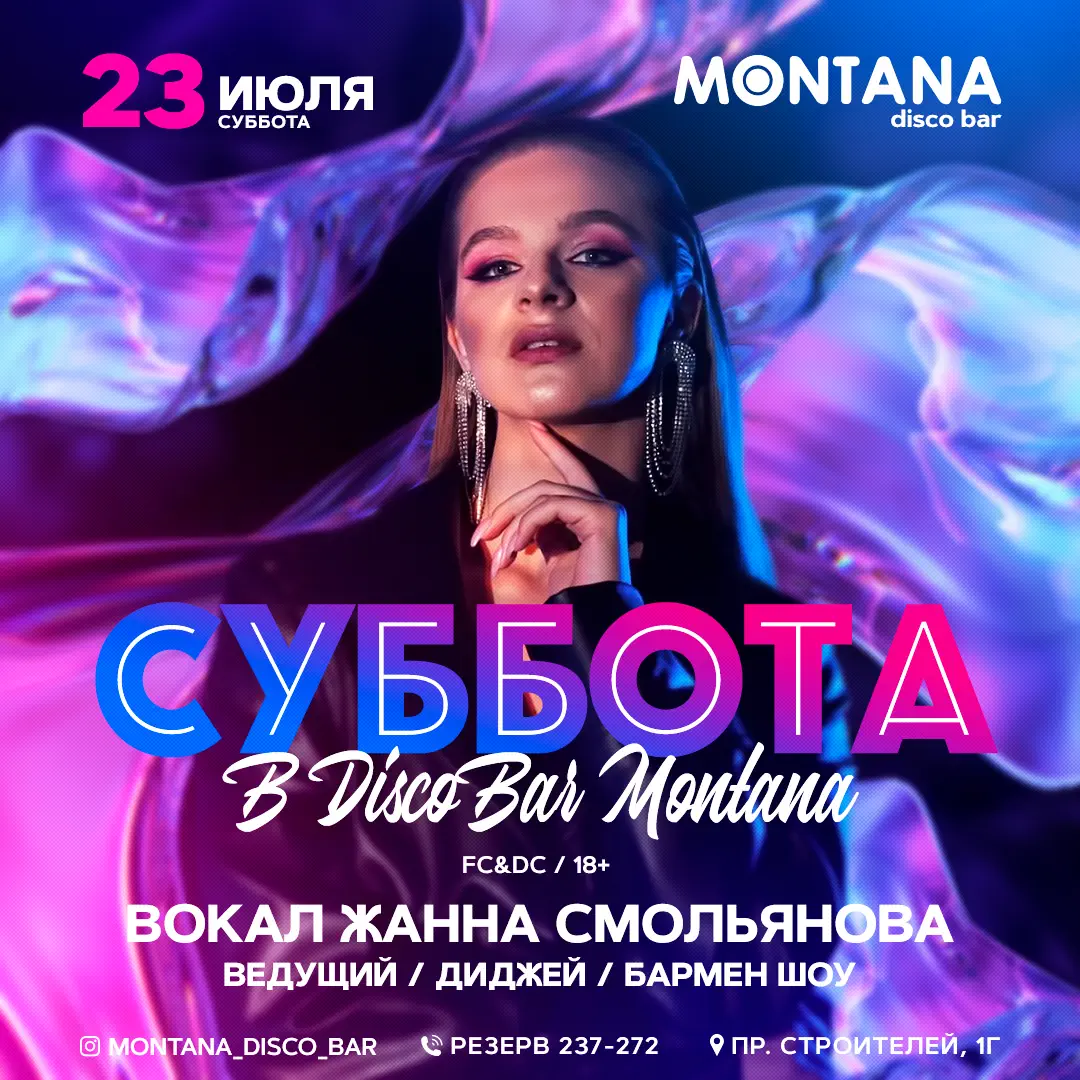 23 ИЮЛЯ
СУББОТА
MONTANA
disco bar
СУББОТА
В DiscoBar Montana
FC&DC / 18+
ВОКАЛ ЖАННА СМОЛЬЯНОВА
ВЕДУЩИЙ / ДИДЖЕЙ / БАРМЕН ШОУ
MONTANA_DISCO_BAR
РЕЗЕРВ 237-272
ПР. СТРОИТЕЛЕЙ, 1Г